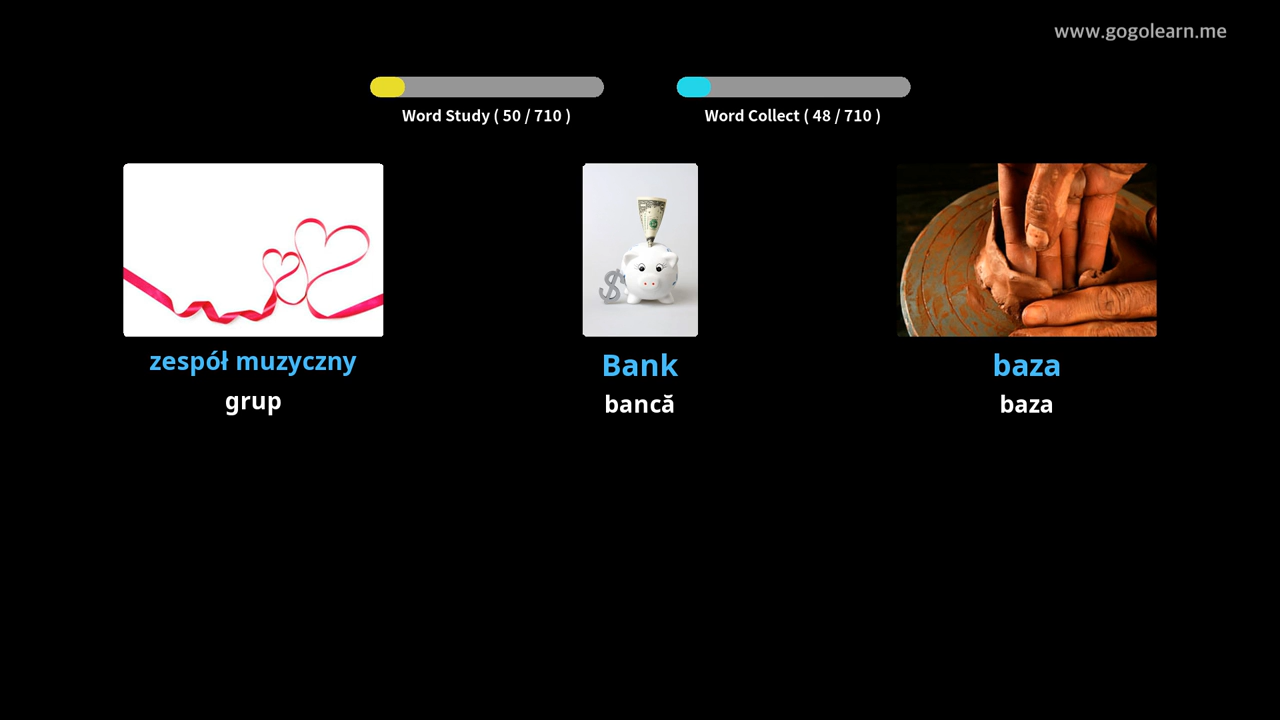 www.gogolearn.me
Word Study ( 50 / 710 )
Word Collect ( 48 / 710 )
zespół muzyczny
grup
Bank
bancă
baza
baza